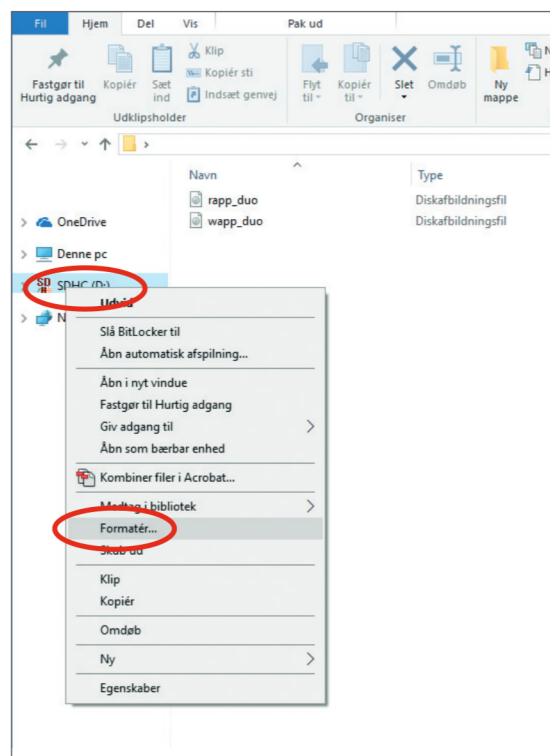 Fil Hjem Del Vis Pak ud
Fastgør til
Hurtig adgang
Kopiér
Sæt
ind
Klip
Kopiér sti
Indsæt genvej
Flyt
til
Kopiér
til
Slet
Omdøb
Ny
mappe
N
H
Udklipsholder
Organiser
Navn
Type
rapp_duo
Diskafbildningsfil
wapp_duo
Diskafbildningsfil
OneDrive
Denne pc
SDHC (D:)
N
Udvid
Slå BitLocker til
Åbn automatisk afspilning...
Åbn i nyt vindue
Fastgør til Hurtig adgang
Giv adgang til
Åbn som bærbar enhed
Kombiner filer i Acrobat...
Medtag i bibliotek
Formatér...
Skub ud
Klip
Kopiér
Omdøb
Ny
Egenskaber